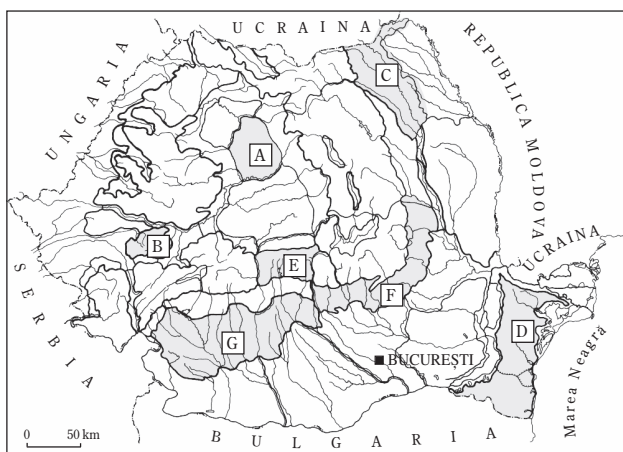 UCRAINA
UNGARIA
REPUBLICA MOLDOVA
C
A
UCRAINA
B
E
F
SERBIA
D
G
BUCUREȘTI
Marea Neagră
0 50 km
BULGARIA